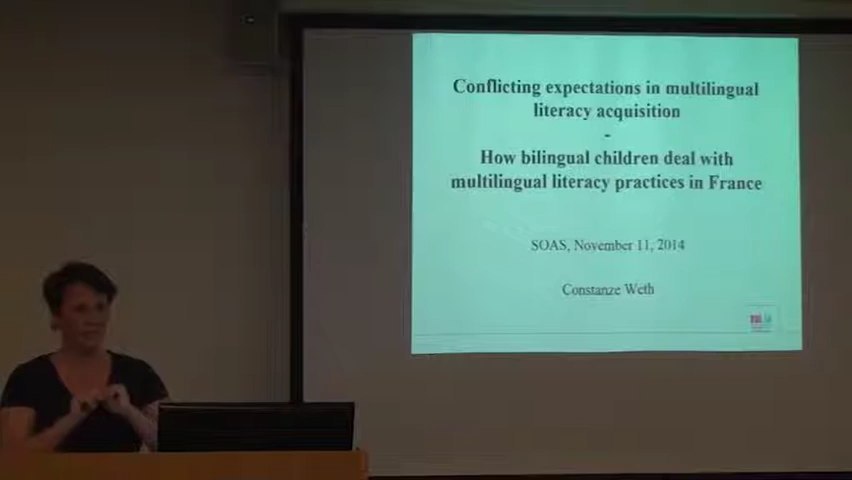 Conflicting expectations in multilingual
literacy acquisition
-
How bilingual children deal with
multilingual literacy practices in France
SOAS, November 11, 2014
Constanze Weth